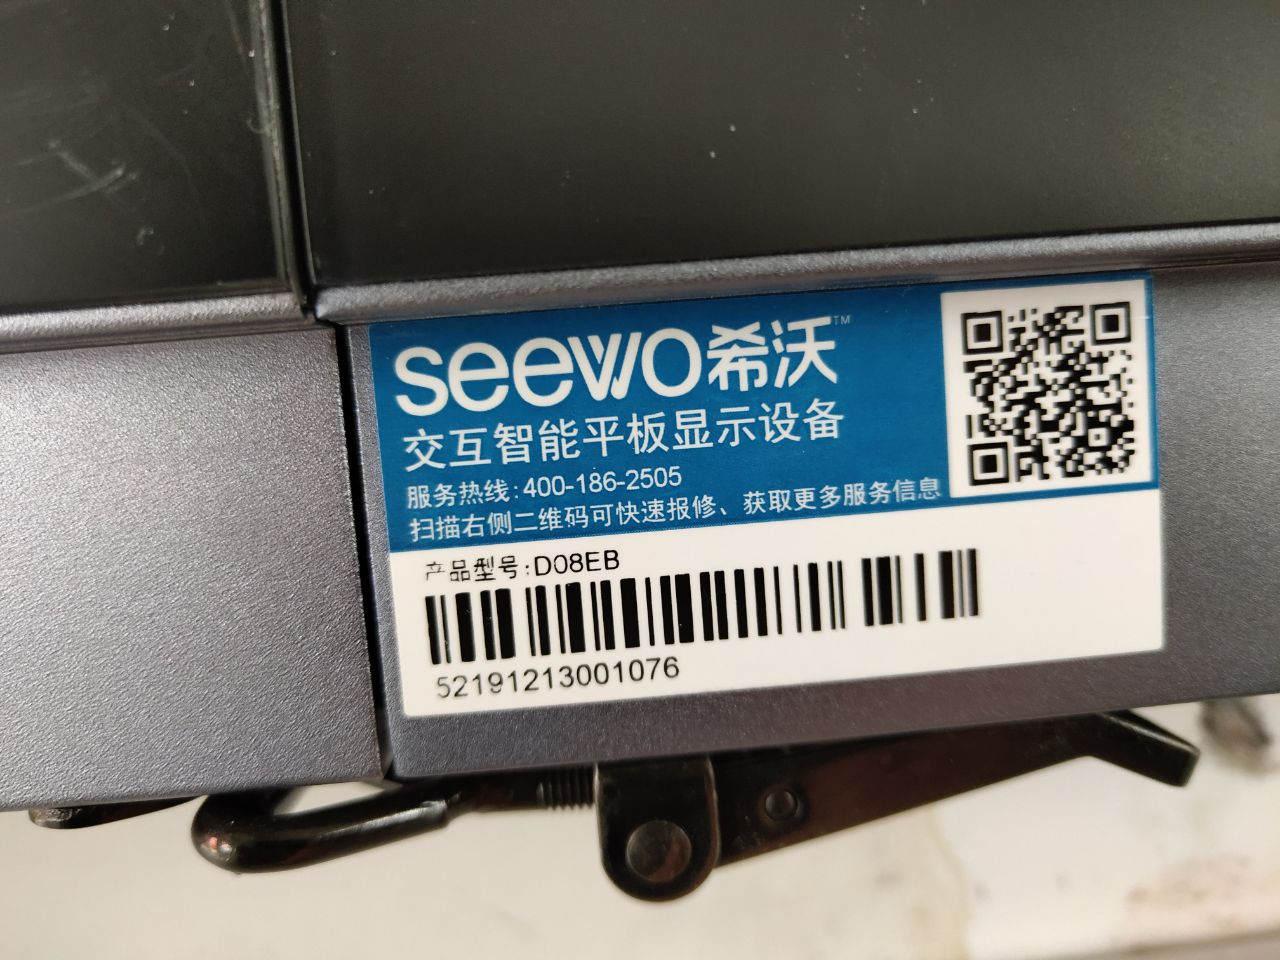 seewo希沃™
交互智能平板显示设备
服务热线:400-186-2505
扫描右侧二维码可快速报修、获取更多服务信息
产品型号:D08EB
52191213001076